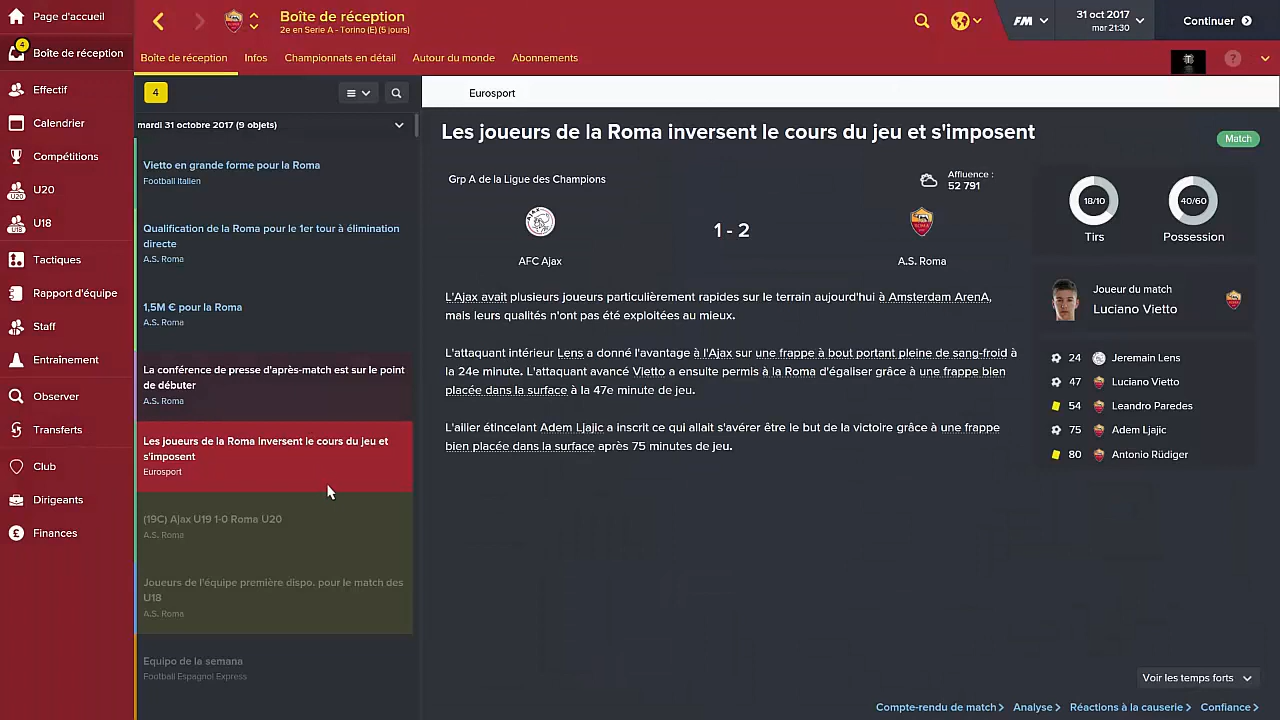 Page d'accueil
4
Boîte de réception
Effectif
Calendrier
Compétitions
U20
U20
U18
U18
Tactiques
Rapport d'équipe
Staff
Entraînement
Observer
Transferts
Club
Dirigeants
Finances
Boîte de réception
2e en Serie A - Torino (E) (5 jours)
FM
31 oct 2017
mar 21:30
Continuer
Boîte de réception
Infos
Championnats en détail
Autour du monde
Abonnements
?
4
mardi 31 octobre 2017 (9 objets)
Vietto en grande forme pour la Roma
Football Italien
Qualification de la Roma pour le 1er tour à élimination
directe
A.S. Roma
1,5M € pour la Roma
A.S. Roma
La conférence de presse d'après-match est sur le point
de débuter
A.S. Roma
Les joueurs de la Roma inversent le cours du jeu et
s'imposent
Eurosport
(19C) Ajax U19 1-0 Roma U20
A.S. Roma
Joueurs de l'équipe première dispo. pour le match des
U18
A.S. Roma
Equipo de la semana
Football Espagnol Express
Eurosport
Les joueurs de la Roma inversent le cours du jeu et s'imposent
Match
Grp A de la Ligue des Champions
Affluence :
52 791
1 - 2
AFC Ajax
A.S. Roma
L'Ajax avait plusieurs joueurs particulièrement rapides sur le terrain aujourd'hui à Amsterdam ArenA,
mais leurs qualités n'ont pas été exploitées au mieux.
L'attaquant intérieur Lens a donné l'avantage à l'Ajax sur une frappe à bout portant pleine de sang-froid à
la 24e minute. L'attaquant avancé Vietto a ensuite permis à la Roma d'égaliser grâce à une frappe bien
placée dans la surface à la 47e minute de jeu.
L'ailier étincelant Adem Ljajic a inscrit ce qui allait s'avérer être le but de la victoire grâce à une frappe
bien placée dans la surface après 75 minutes de jeu.
18/10
Tirs
40/60
Possession
Joueur du match
Luciano Vietto
24 Jeremain Lens
47 Luciano Vietto
54 Leandro Paredes
75 Adem Ljajic
80 Antonio Rüdiger
Voir les temps forts
Compte-rendu de match
Analyse
Réactions à la causerie
Confiance